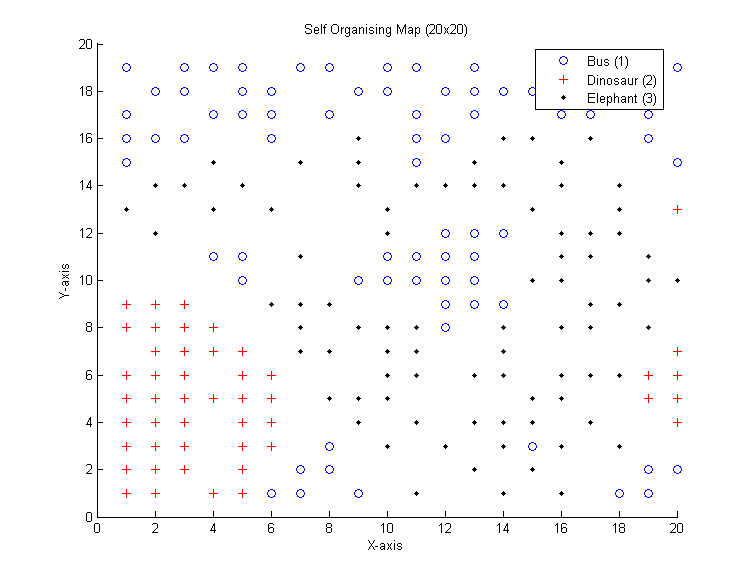 Self Organising Map (20x20)
Bus (1)
Dinosaur (2)
Elephant (3)
20
18
16
14
12
10
8
6
4
2
0
Y-axis
0 2 4 6 8 10 12 14 16 18 20
X-axis